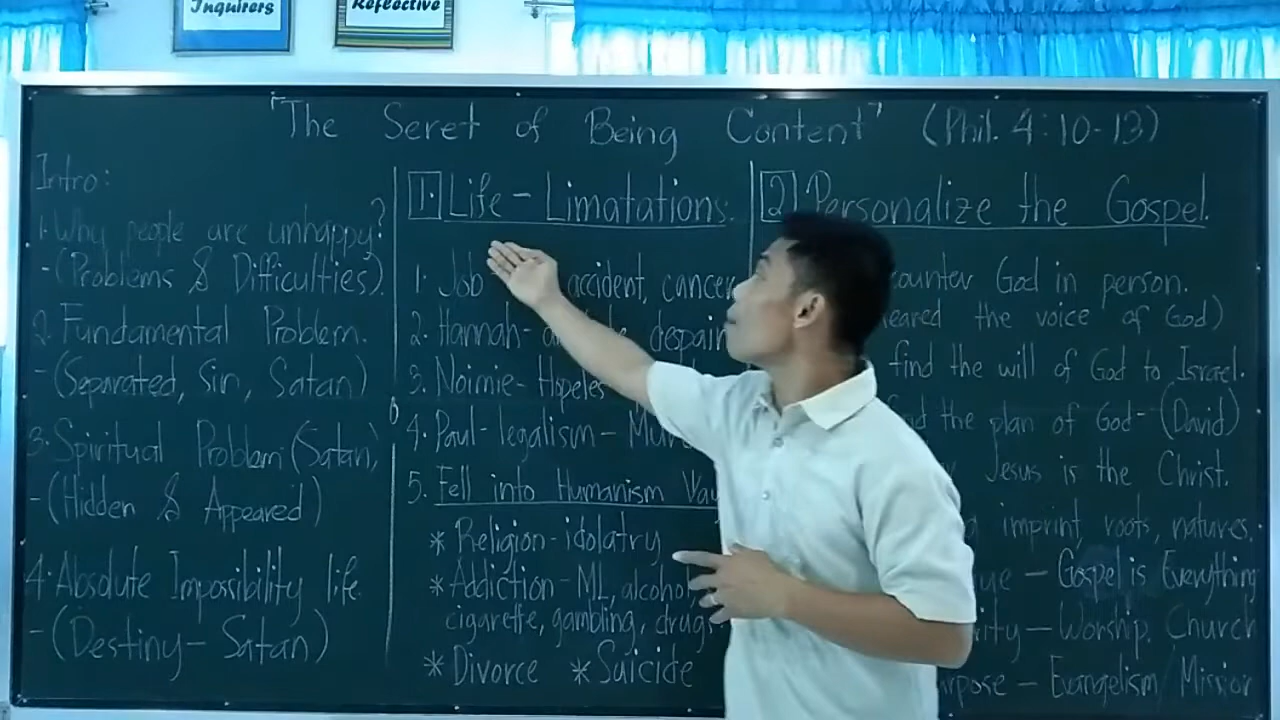 Inquirers
Reflective
"The Seret of Being Content" (Phil. 4:10-13)
Intro:
1. Why people are unhappy?
-(Problems & Difficulties).
2. Fundamental Problem.
-(Separated, Sin, Satan)
3. Spiritual Problem (Satan)
-(Hidden & Appeared)
4. Absolute Impossibility life.
-(Destiny- Satan)
1. Life - Limatations.
1. Job accident, cancer
2. Hannah- despair
3. Noimie- Hopeles
4. Paul- legalism -
5. Fell into Humanism
* Religion- idolatry
* Addiction - ML, alcohol
cigarette, gambling, drugs
* Divorce * Suicide
2 Personalize the Gospel.
God in person.
the voice of God)
find the will of God to Israel.
the plan of God- (David)
Jesus is the Christ.
imprint, roots, natures.
- Gospel is Everything
- Worship, Church
- Evangelism/Mission